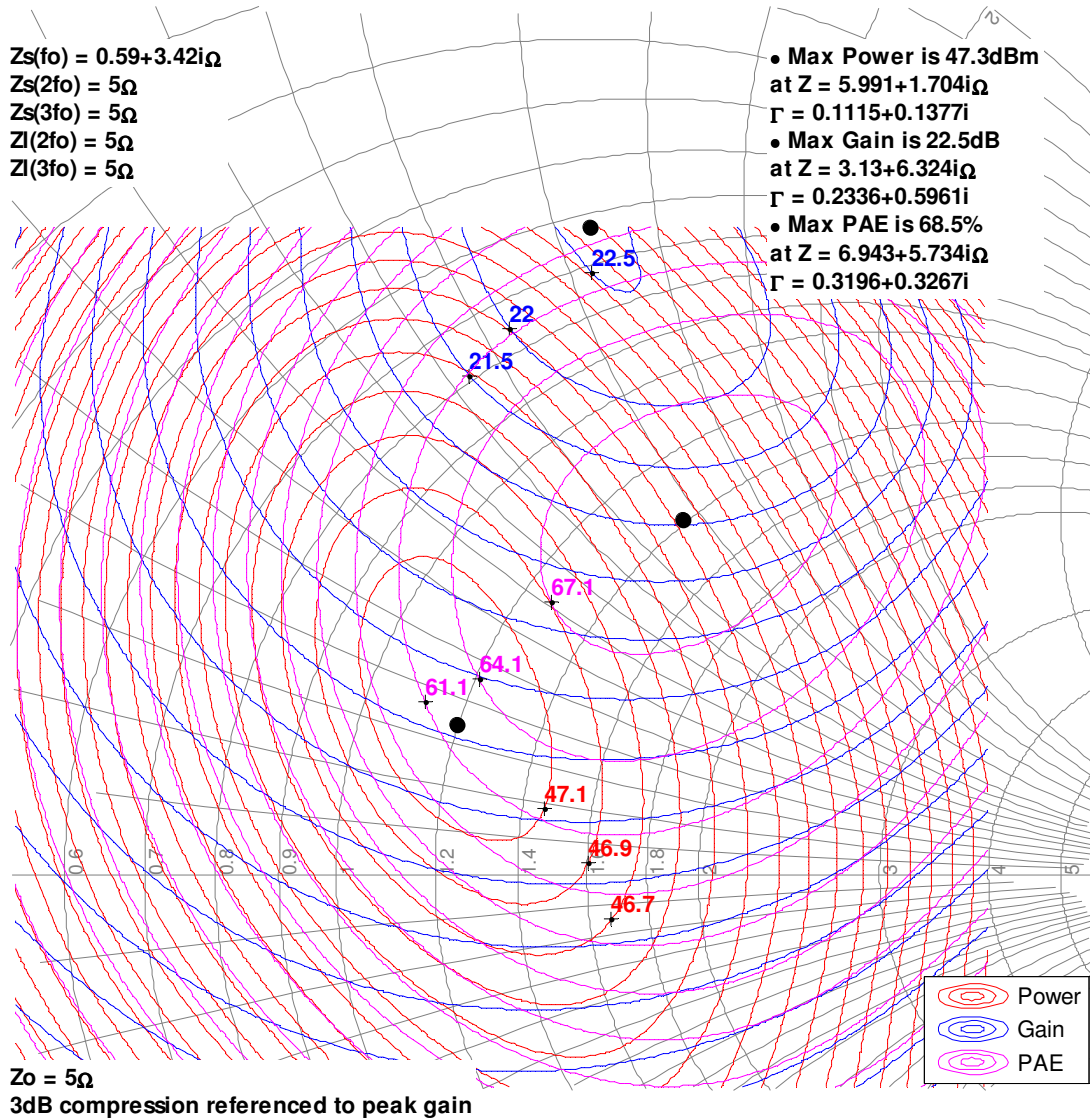 Zs(fo) = 0.59+3.42iΩ
Zs(2fo) = 5Ω
Zs(3fo) = 5Ω
Zl(2fo) = 5Ω
Zl(3fo) = 5Ω
● Max Power is 47.3dBm
at Z = 5.991+1.704iΩ
Γ = 0.1115+0.1377i
● Max Gain is 22.5dB
at Z = 3.13+6.324iΩ
Γ = 0.2336+0.5961i
● Max PAE is 68.5%
at Z = 6.943+5.734iΩ
Γ = 0.3196+0.3267i
2
22.5
22
21.5
67.1
64.1
61.1
47.1
46.9
46.7
0.6
0.7
0.8
0.9
1
1.2
1.4
1.6
1.8
2
3
4
5
Power
Gain
PAE
Zo = 5Ω
3dB compression referenced to peak gain